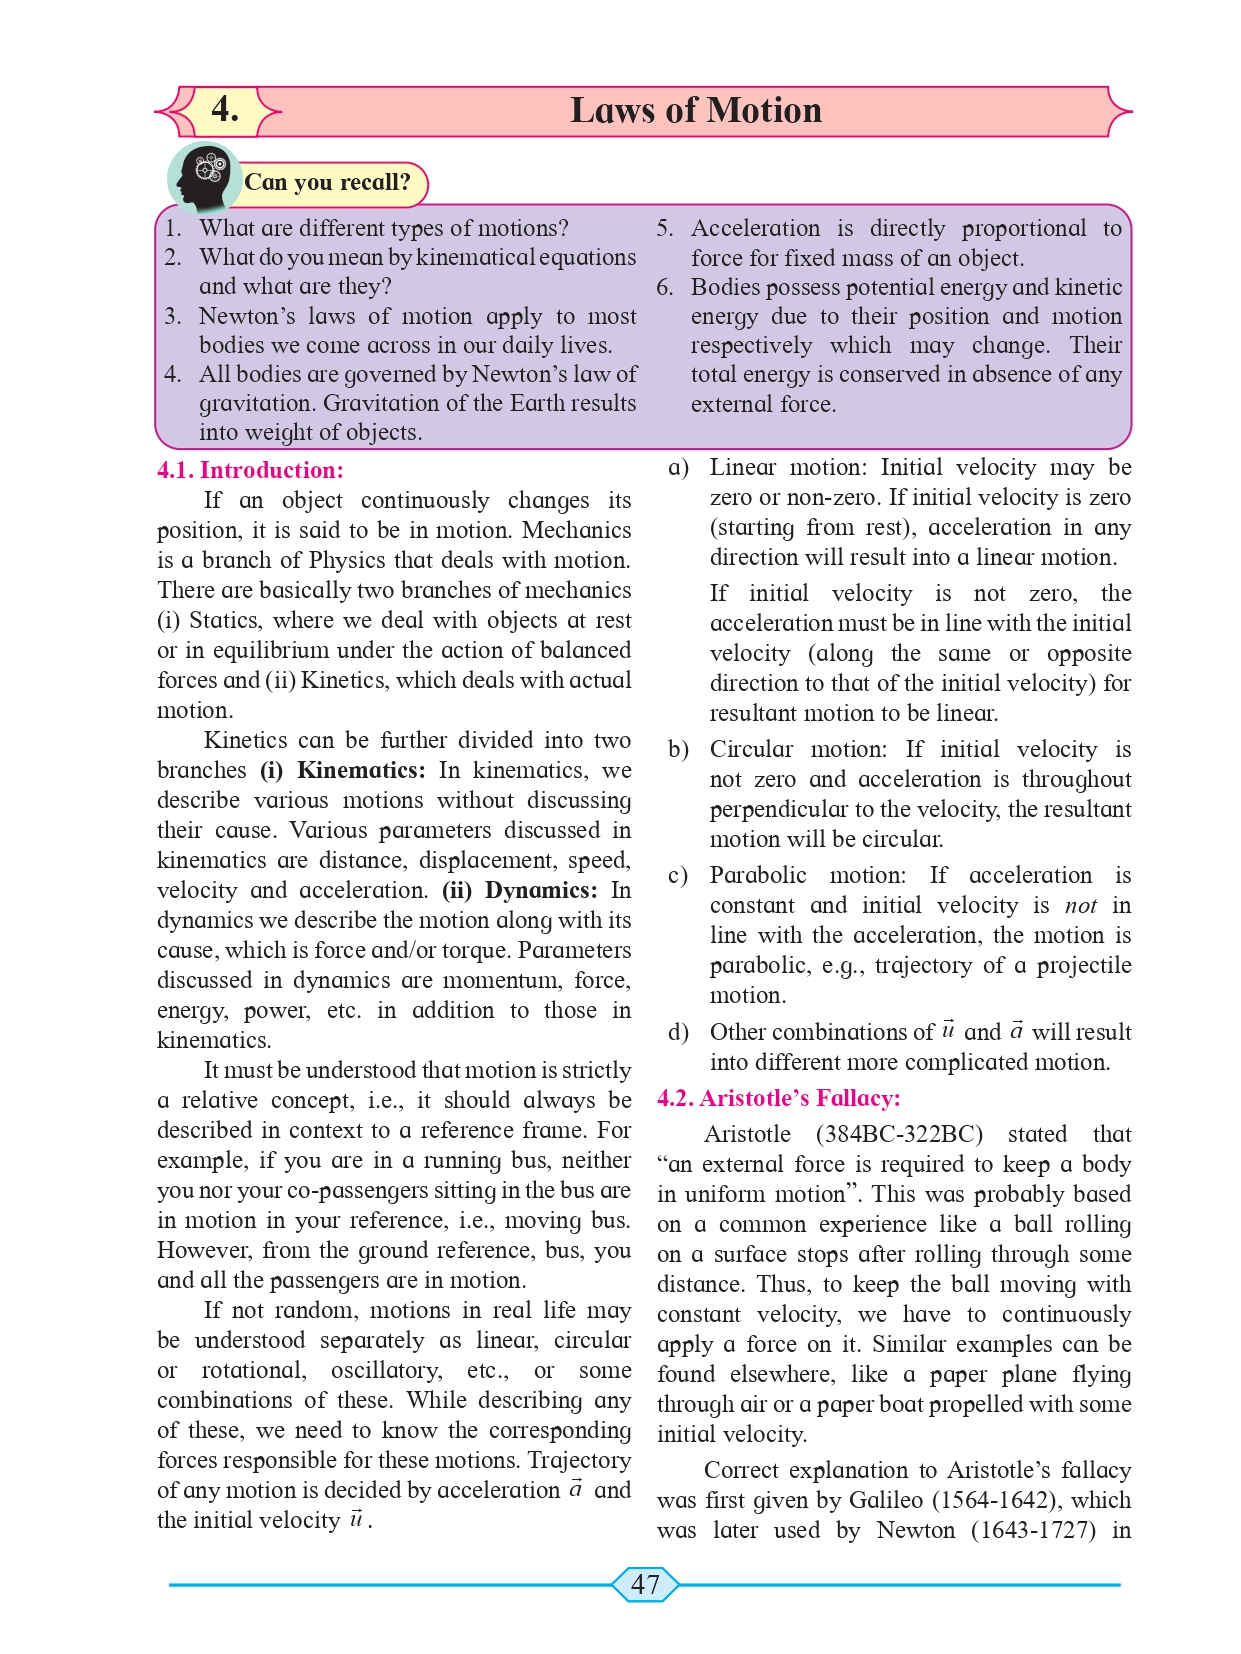 4.
Laws of Motion
Can you recall?
1. What are different types of motions?
2. What do you mean by kinematical equations
and what are they?
3. Newton’s laws of motion apply to most
bodies we come across in our daily lives.
4. All bodies are governed by Newton’s law of
gravitation. Gravitation of the Earth results
into weight of objects.
5. Acceleration is directly proportional to
force for fixed mass of an object.
6. Bodies possess potential energy and kinetic
energy due to their position and motion
respectively which may change. Their
total energy is conserved in absence of any
external force.
4.1. Introduction:
If an object continuously changes its
position, it is said to be in motion. Mechanics
is a branch of Physics that deals with motion.
There are basically two branches of mechanics
(i) Statics, where we deal with objects at rest
or in equilibrium under the action of balanced
forces and (ii) Kinetics, which deals with actual
motion.
Kinetics can be further divided into two
branches (i) Kinematics: In kinematics, we
describe various motions without discussing
their cause. Various parameters discussed in
kinematics are distance, displacement, speed,
velocity and acceleration. (ii) Dynamics: In
dynamics we describe the motion along with its
cause, which is force and/or torque. Parameters
discussed in dynamics are momentum, force,
energy, power, etc. in addition to those in
kinematics.
It must be understood that motion is strictly
a relative concept, i.e., it should always be
described in context to a reference frame. For
example, if you are in a running bus, neither
you nor your co-passengers sitting in the bus are
in motion in your reference, i.e., moving bus.
However, from the ground reference, bus, you
and all the passengers are in motion.
If not random, motions in real life may
be understood separately as linear, circular
or rotational, oscillatory, etc., or some
combinations of these. While describing any
of these, we need to know the corresponding
forces responsible for these motions. Trajectory
of any motion is decided by acceleration a⃗ and
the initial velocity u⃗ .
a) Linear motion: Initial velocity may be
zero or non-zero. If initial velocity is zero
(starting from rest), acceleration in any
direction will result into a linear motion.
If initial velocity is not zero, the
acceleration must be in line with the initial
velocity (along the same or opposite
direction to that of the initial velocity) for
resultant motion to be linear.
b) Circular motion: If initial velocity is
not zero and acceleration is throughout
perpendicular to the velocity, the resultant
motion will be circular.
c) Parabolic motion: If acceleration is
constant and initial velocity is not in
line with the acceleration, the motion is
parabolic, e.g., trajectory of a projectile
motion.
d) Other combinations of u⃗ and a⃗ will result
into different more complicated motion.
4.2. Aristotle’s Fallacy:
Aristotle (384BC-322BC) stated that
“an external force is required to keep a body
in uniform motion”. This was probably based
on a common experience like a ball rolling
on a surface stops after rolling through some
distance. Thus, to keep the ball moving with
constant velocity, we have to continuously
apply a force on it. Similar examples can be
found elsewhere, like a paper plane flying
through air or a paper boat propelled with some
initial velocity.
Correct explanation to Aristotle’s fallacy
was first given by Galileo (1564-1642), which
was later used by Newton (1643-1727) in
47